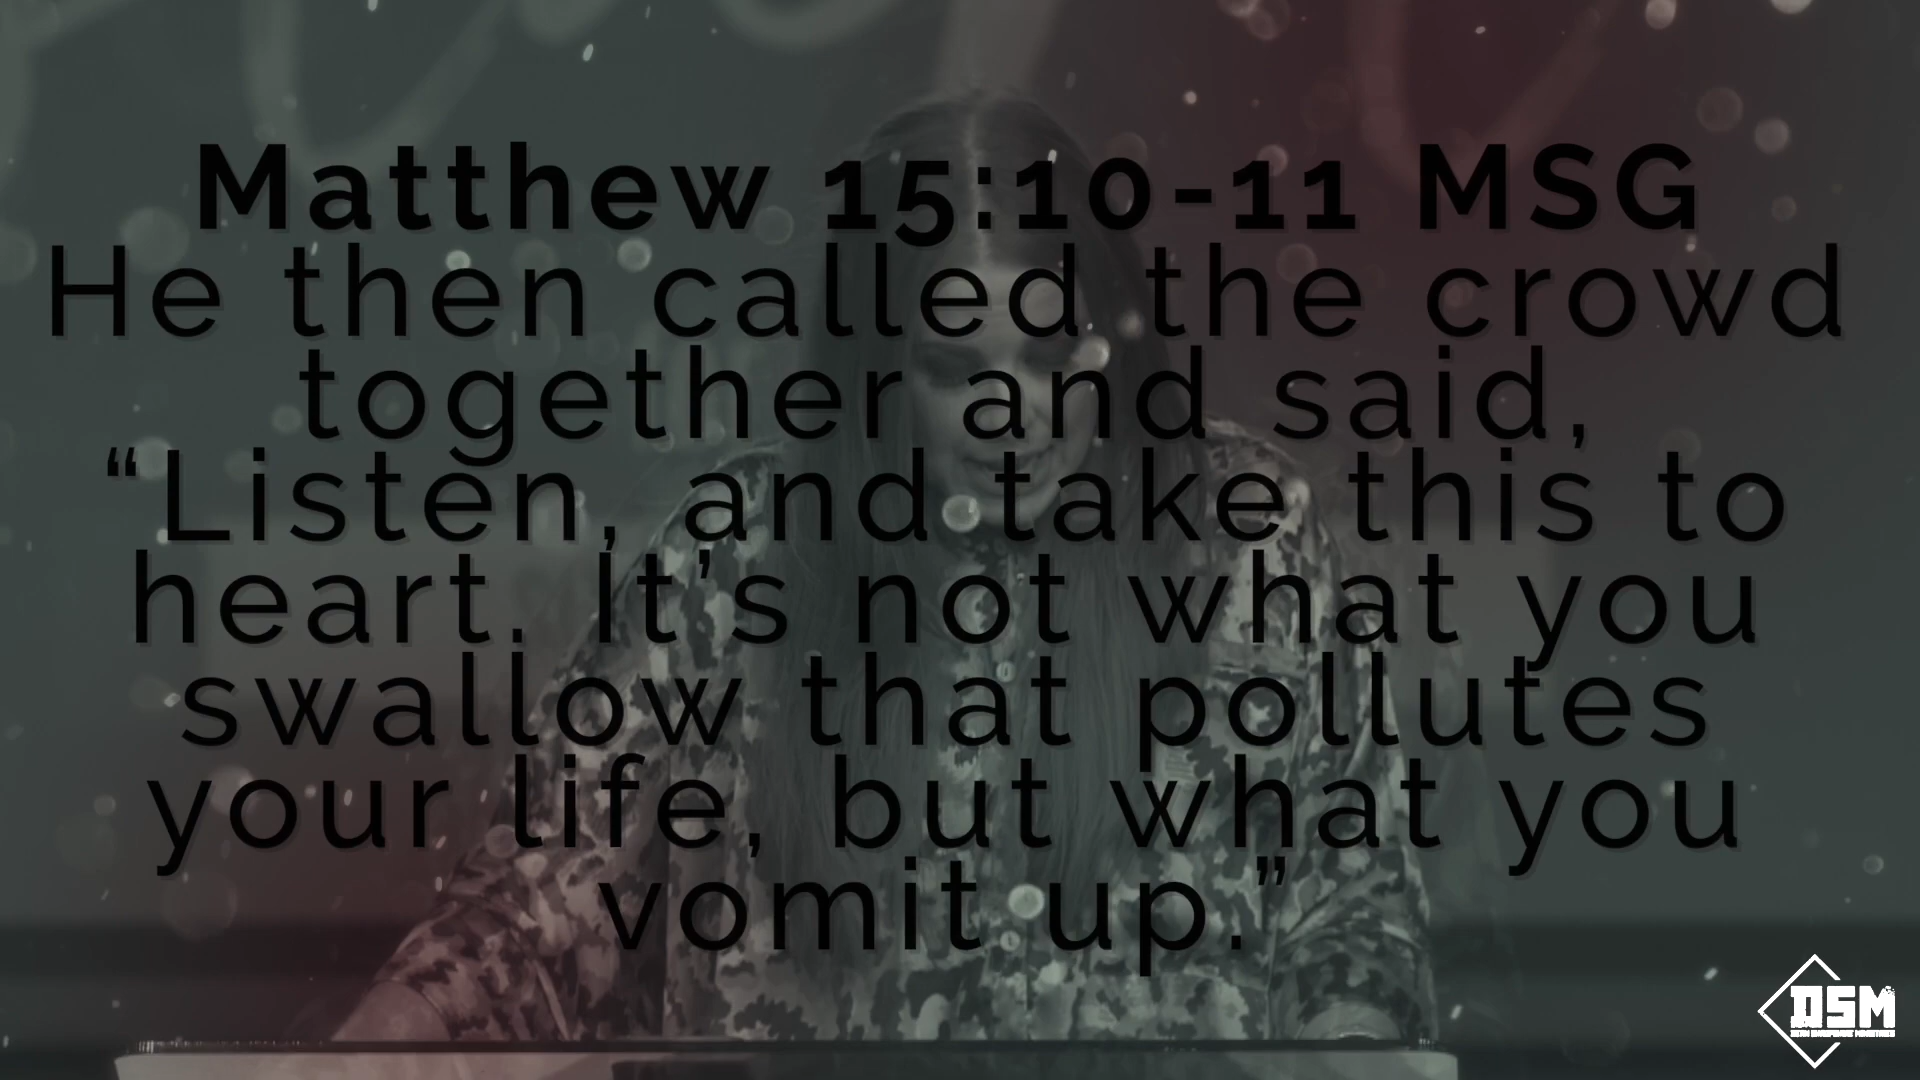 Matthew 15:10-11 MSG
He then called the crowd
together and said,
“Listen, and take this to
heart. It’s not what you
swallow that pollutes
your life, but what you
vomit up.”
DSM